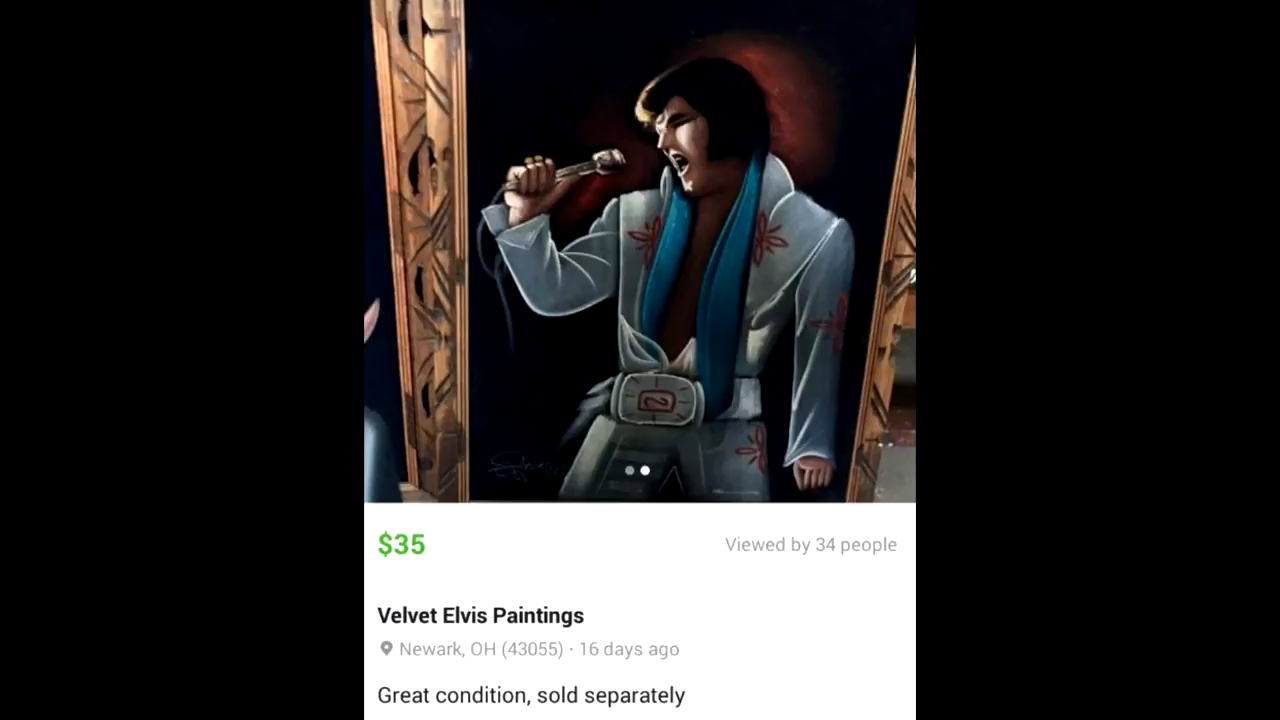 $35
Viewed by 34 people
Velvet Elvis Paintings
Newark, OH (43055) · 16 days ago
Great condition, sold separately